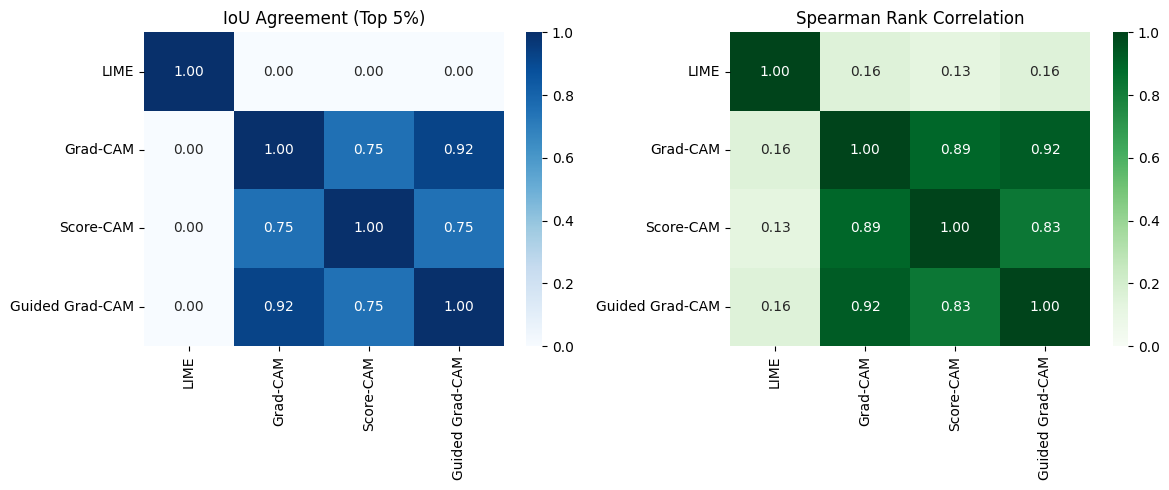 IoU Agreement (Top 5%)
LIME
1.00 0.00 0.00 0.00
Grad-CAM
0.00 1.00 0.75 0.92
Score-CAM
0.00 0.75 1.00 0.75
Guided Grad-CAM
0.00 0.92 0.75 1.00
LIME
Grad-CAM
Score-CAM
Guided Grad-CAM
1.0
0.8
0.6
0.4
0.2
0.0
Spearman Rank Correlation
LIME
1.00 0.16 0.13 0.16
Grad-CAM
0.16 1.00 0.89 0.92
Score-CAM
0.13 0.89 1.00 0.83
Guided Grad-CAM
0.16 0.92 0.83 1.00
LIME
Grad-CAM
Score-CAM
Guided Grad-CAM
1.0
0.8
0.6
0.4
0.2
0.0